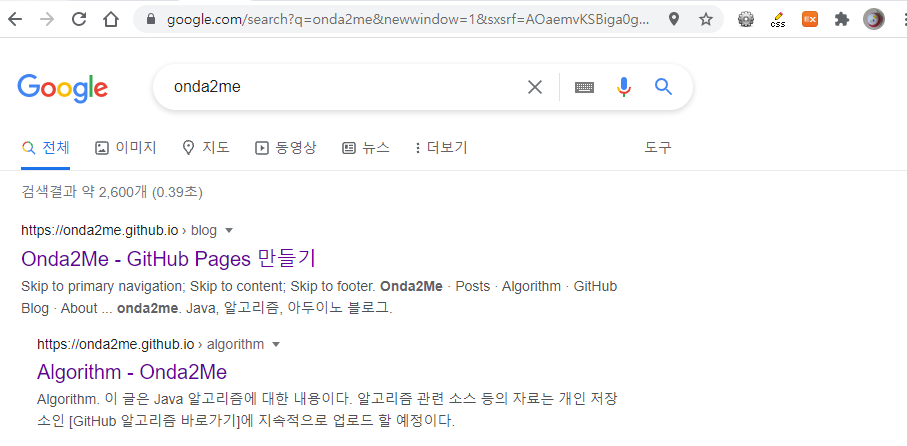 google.com/search?q=onda2me&newwindow=1&sxsrf=AOaemvKSBiga0g...
css
Google
onda2me
전체 이미지 지도 동영상 뉴스 더보기 도구
검색결과 약 2,600개 (0.39초)
https://onda2me.github.io › blog
Onda2Me - GitHub Pages 만들기
Skip to primary navigation; Skip to content; Skip to footer. Onda2Me · Posts · Algorithm · GitHub
Blog · About ... onda2me. Java, 알고리즘, 아두이노 블로그.
https://onda2me.github.io › algorithm
Algorithm - Onda2Me
Algorithm. 이 글은 Java 알고리즘에 대한 내용이다. 알고리즘 관련 소스 등의 자료는 개인 저장
소인 [GitHub 알고리즘 바로가기]에 지속적으로 업로드 할 예정이다.